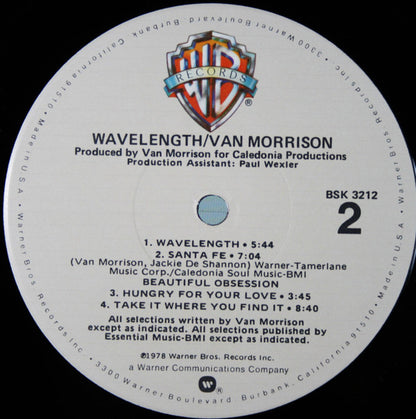 WB
RECORDS
®
WAVELENGTH/VAN MORRISON
Produced by Van Morrison for Caledonia Productions
Production Assistant: Paul Wexler
BSK 3212
2
1. WAVELENGTH • 5:44
2. SANTA FE • 7:04
(Van Morrison, Jackie De Shannon) Warner-Tamerlane
Music Corp./Caledonia Soul Music-BMI
BEAUTIFUL OBSESSION
3. HUNGRY FOR YOUR LOVE • 3:45
4. TAKE IT WHERE YOU FIND IT • 8:40
All selections written by Van Morrison
except as indicated. All selections published by
Essential Music-BMI except as indicated.
℗1978 Warner Bros. Records Inc.
a Warner Communications Company
W
Warner Bros. Records Inc. • 3300 Warner Boulevard Burbank, California 91510 • Made in U.S.A. •